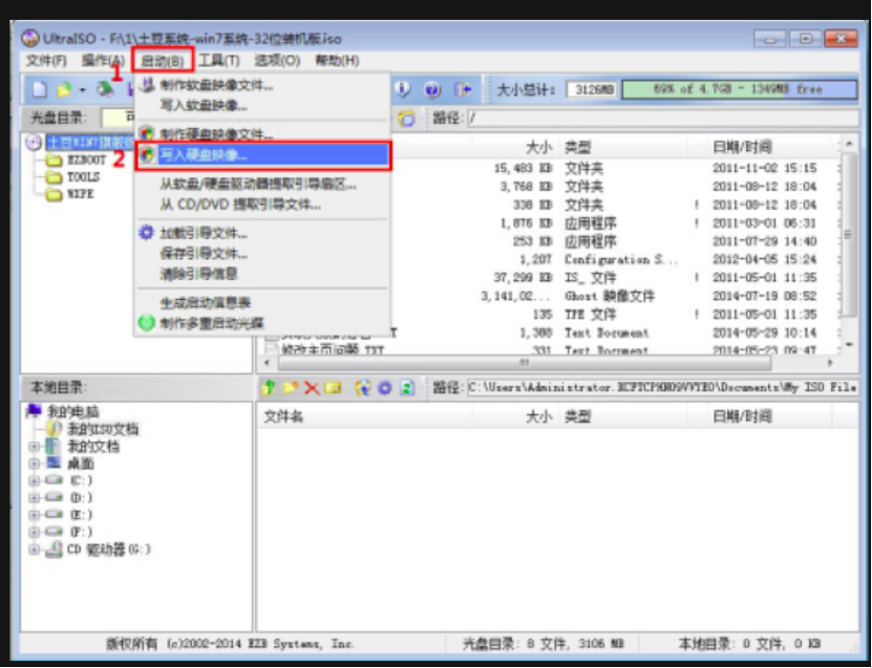 UltraISO - F:\1\土豆系统-win7系统-32位装机版.iso
文件(F) 操作(A) 启动(B) 工具(T) 选项(O) 帮助(H)
1
大小总计: 3126MB 69% of 4.7GB - 1349MB free
光盘目录: 路径: /
制作软盘映像文件...
写入软盘映像...
制作硬盘映像文件...
2 写入硬盘映像...
从软盘/硬盘驱动器提取引导扇区...
从 CD/DVD 提取引导文件...
加载引导文件...
保存引导文件...
清除引导信息
生成启动信息表
制作多重启动光碟
土豆WIN7旗舰
EZBOOT
TOOLS
WIPE
大小 类型 日期/时间
15,483 KB 文件夹 2011-11-02 15:15
3,768 KB 文件夹 2011-08-12 18:04
338 KB 文件夹 ! 2011-08-12 18:04
1,876 KB 应用程序 ! 2011-03-01 06:31
253 KB 应用程序 2011-07-29 14:40
1,207 Configuration S... 2012-04-05 15:24
37,299 KB IS_ 文件 ! 2011-05-01 11:35
3,141,02... Ghost 映像文件 2014-07-19 08:52
135 TFE 文件 ! 2011-05-01 11:35
1,388 Text Document 2014-05-29 10:14
修改主页问题.TXT 331 Text Document 2014-05-23 09:47
本地目录: 路径: C:\Users\Administrator.
\Documents\My ISO File
我的电脑
我的ISO文档
我的文档
桌面
(C:)
(D:)
(E:)
(F:)
CD 驱动器(G:)
文件名 大小 类型 日期/时间
版权所有 (c)2002-2014 EZB Systems, Inc. 光盘目录: 8 文件, 3106 MB 本地目录: 0 文件, 0 KB